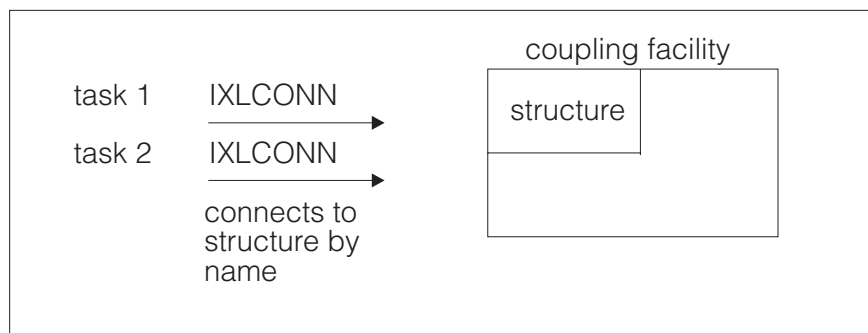 coupling facility
task 1 IXLCONN
structure
task 2 IXLCONN
connects to
structure by
name